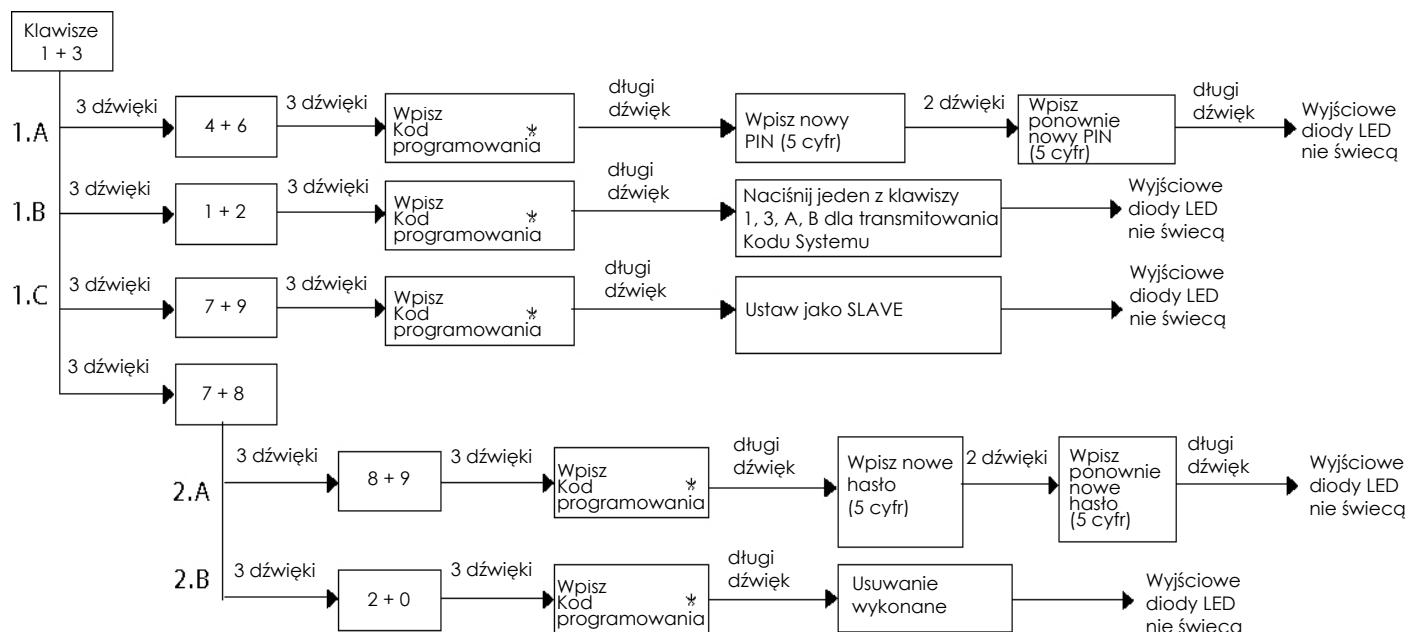 Klawisze
1 + 3
1.A
3 dźwięki
4 + 6
3 dźwięki
Wpisz
Kod *
programowania
długi
dźwięk
Wpisz nowy
PIN (5 cyfr)
2 dźwięki
Wpisz
ponownie
nowy PIN
(5 cyfr)
długi
dźwięk
Wyjściowe
diody LED
nie świecą
1.B
3 dźwięki
1 + 2
3 dźwięki
Wpisz
Kod *
programowania
długi
dźwięk
Naciśnij jeden z klawiszy
1, 3, A, B dla transmitowania
Kodu Systemu
Wyjściowe
diody LED
nie świecą
1.C
3 dźwięki
7 + 9
3 dźwięki
Wpisz
Kod *
programowania
długi
dźwięk
Ustaw jako SLAVE
Wyjściowe
diody LED
nie świecą
3 dźwięki
7 + 8
2.A
3 dźwięki
8 + 9
3 dźwięki
Wpisz
Kod *
programowania
długi
dźwięk
Wpisz nowe
hasło
(5 cyfr)
2 dźwięki
Wpisz
ponownie
nowe
hasło
(5 cyfr)
długi
dźwięk
Wyjściowe
diody LED
nie świecą
2.B
3 dźwięki
2 + 0
3 dźwięki
Wpisz
Kod *
programowania
długi
dźwięk
Usuwanie
wykonane
Wyjściowe
diody LED
nie świecą